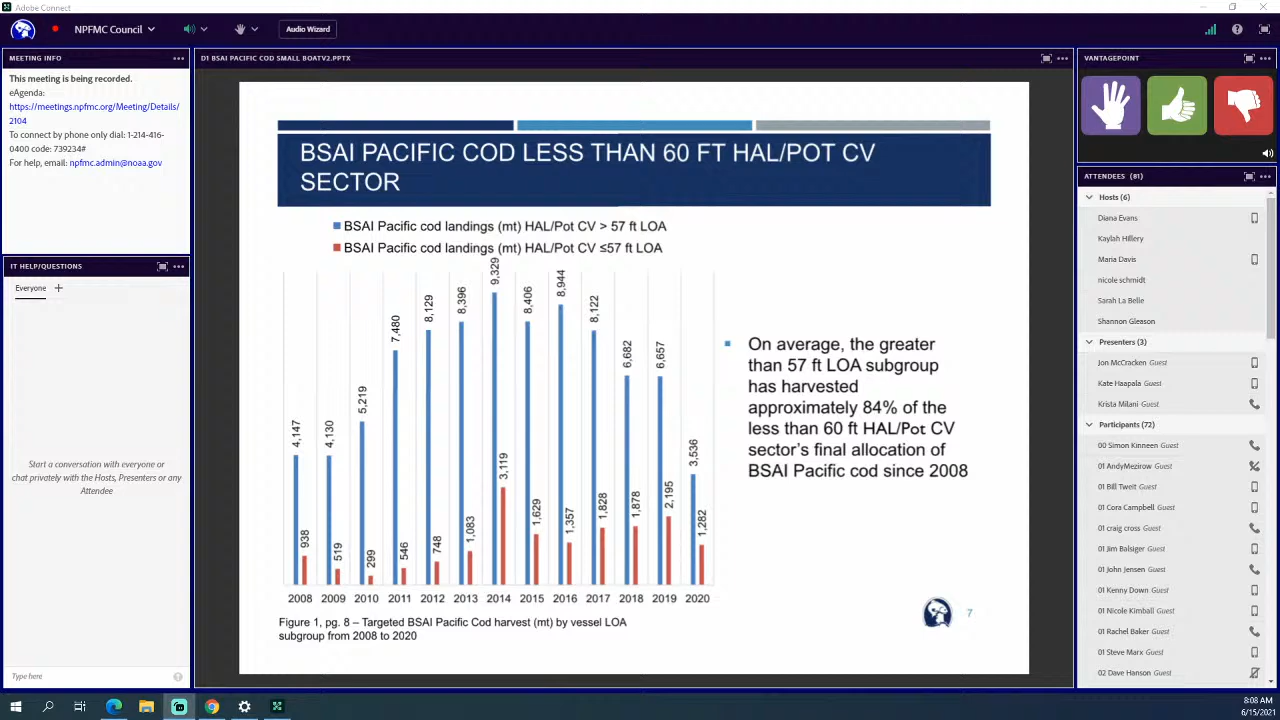 Adobe Connect
NPFMC Council
Audio Wizard
MEETING INFO
This meeting is being recorded.
eAgenda:
https://meetings.npfmc.org/Meeting/Details/
2104
To connect by phone only dial: 1-214-416-
0400 code: 739234#
For help, email: npfmc.admin@noaa.gov
IT HELP/QUESTIONS
Everyone
Start a conversation with everyone or
chat privately with the Hosts, Presenters or any
Attendee
Type here
D1 BSAI PACIFIC COD SMALL BOATV2.PPTX
BSAI PACIFIC COD LESS THAN 60 FT HAL/POT CV
SECTOR
BSAI Pacific cod landings (mt) HAL/Pot CV > 57 ft LOA
BSAI Pacific cod landings (mt) HAL/Pot CV ≤57 ft LOA
4,147
938
4,130
519
5,219
299
7,480
546
8,129
748
8,396
1,083
9,329
3,119
8,406
1,629
8,944
1,357
8,122
1,828
6,682
1,878
6,657
2,195
3,536
1,282
2008 2009 2010 2011 2012 2013 2014 2015 2016 2017 2018 2019 2020
Figure 1, pg. 8 – Targeted BSAI Pacific Cod harvest (mt) by vessel LOA
subgroup from 2008 to 2020
On average, the greater
than 57 ft LOA subgroup
has harvested
approximately 84% of the
less than 60 ft HAL/Pot CV
sector's final allocation of
BSAI Pacific cod since 2008
7
VANTAGEPOINT
ATTENDEES (81)
Hosts (6)
Diana Evans
Kaylah Hillery
Maria Davis
nicole schmidt
Sarah La Belle
Shannon Gleason
Presenters (3)
Jon McCracken Guest
Kate Haapala Guest
Krista Milani Guest
Participants (72)
00 Simon Kinneen Guest
01 AndyMezirow Guest
01 Bill Tweit Guest
01 Cora Campbell Guest
01 craig cross Guest
01 Jim Balsiger Guest
01 John Jensen Guest
01 Kenny Down Guest
01 Nicole Kimball Guest
01 Rachel Baker Guest
01 Steve Marx Guest
02 Dave Hanson Guest
8:08 AM
6/15/2021